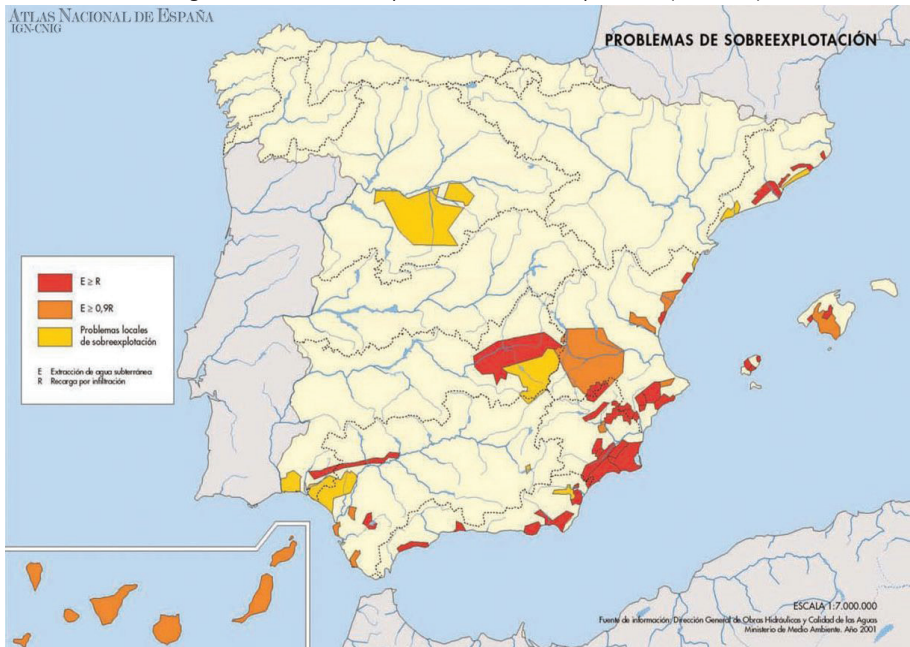 ATLAS NACIONAL DE ESPAÑA
IGN-CNIG
PROBLEMAS DE SOBREEXPLOTACIÓN
E ≥ R
E ≥ 0,9R
Problemas locales
de sobreexplotación
E Extracción de agua subterránea
R Recarga por infiltración
ESCALA 1:7.000.000
Fuente de información: Dirección General de Obras Hidráulicas y Calidad de las Aguas
Ministerio de Medio Ambiente. Año 2001